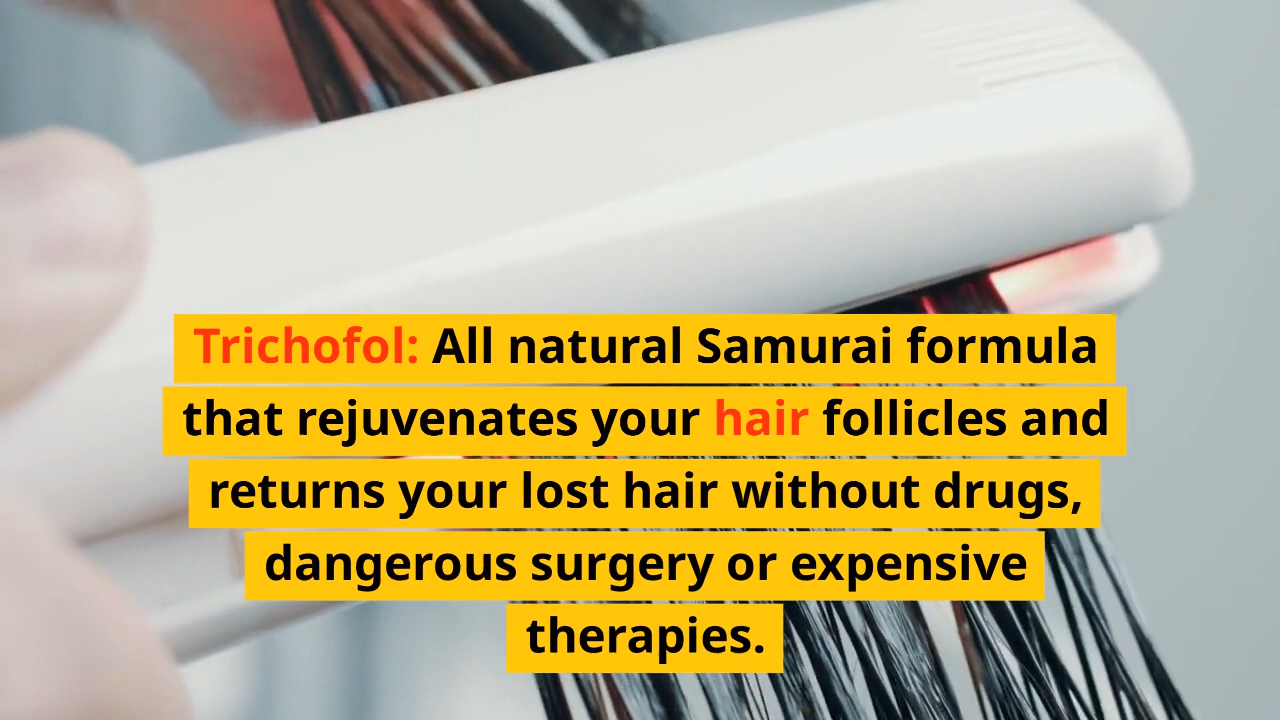 Trichofol: All natural Samurai formula
that rejuvenates your hair follicles and
returns your lost hair without drugs,
dangerous surgery or expensive
therapies.